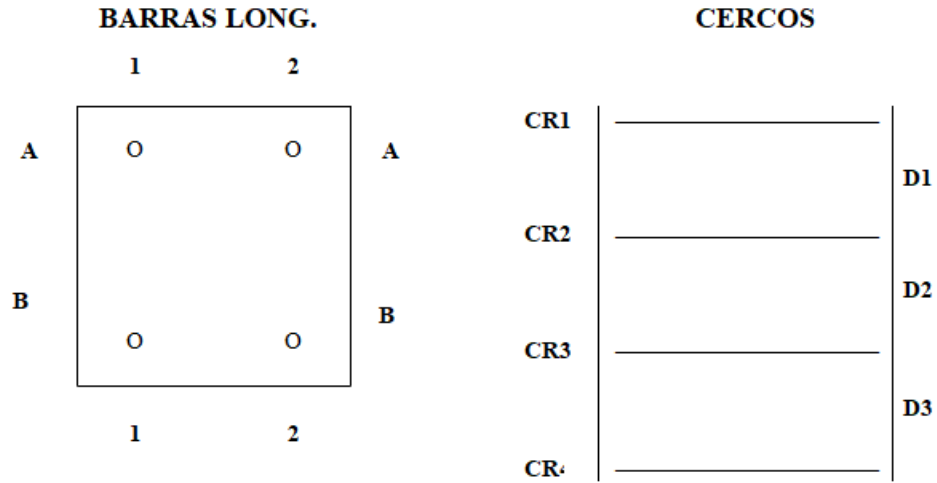 BARRAS LONG.
1 2
A O O A
B B
O O
1 2
CERCOS
CR1
D1
CR2
D2
CR3
D3